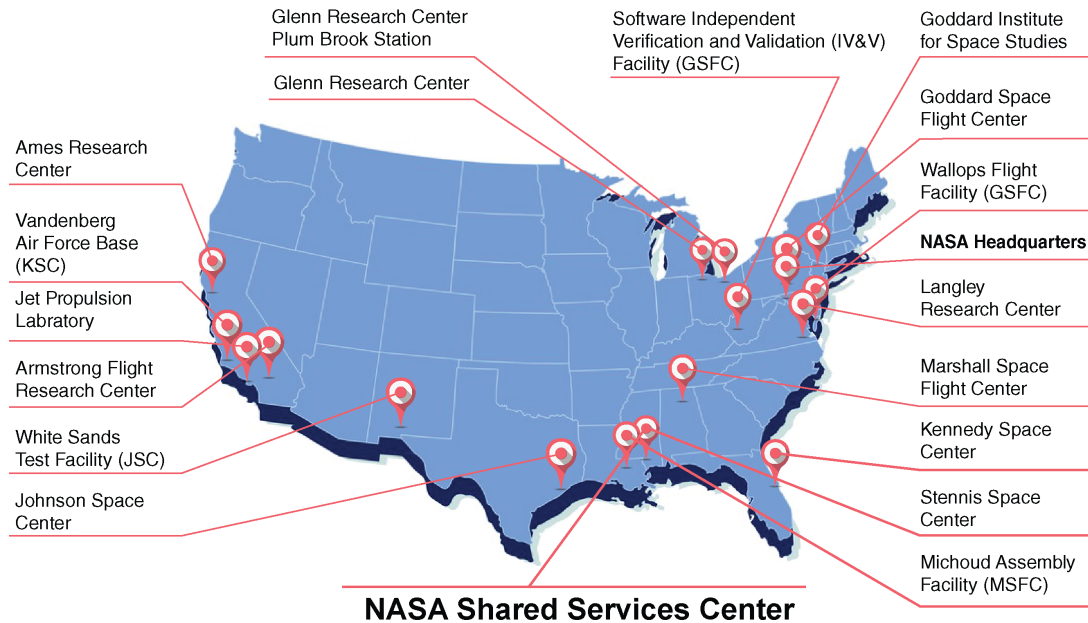 Glenn Research Center
Plum Brook Station
Glenn Research Center
Software Independent
Verification and Validation (IV&V)
Facility (GSFC)
Goddard Institute
for Space Studies
Goddard Space
Flight Center
Wallops Flight
Facility (GSFC)
NASA Headquarters
Langley
Research Center
Marshall Space
Flight Center
Kennedy Space
Center
Stennis Space
Center
Michoud Assembly
Facility (MSFC)
Ames Research
Center
Vandenberg
Air Force Base
(KSC)
Jet Propulsion
Labratory
Armstrong Flight
Research Center
White Sands
Test Facility (JSC)
Johnson Space
Center
NASA Shared Services Center